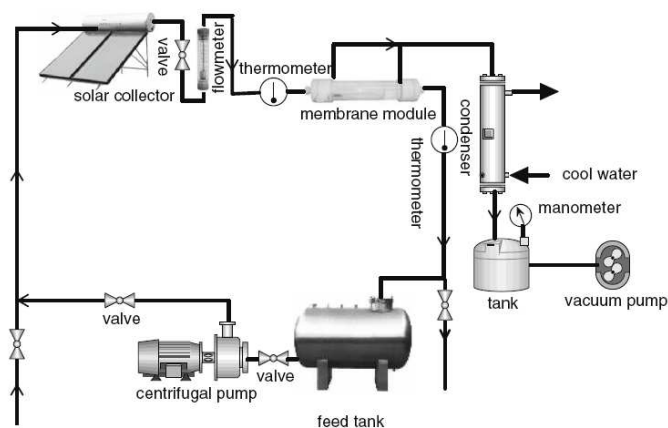 valve
flowmeter
thermometer
solar collector
membrane module
condenser
thermometer
cool water
manometer
tank
vacuum pump
valve
valve
centrifugal pump
feed tank